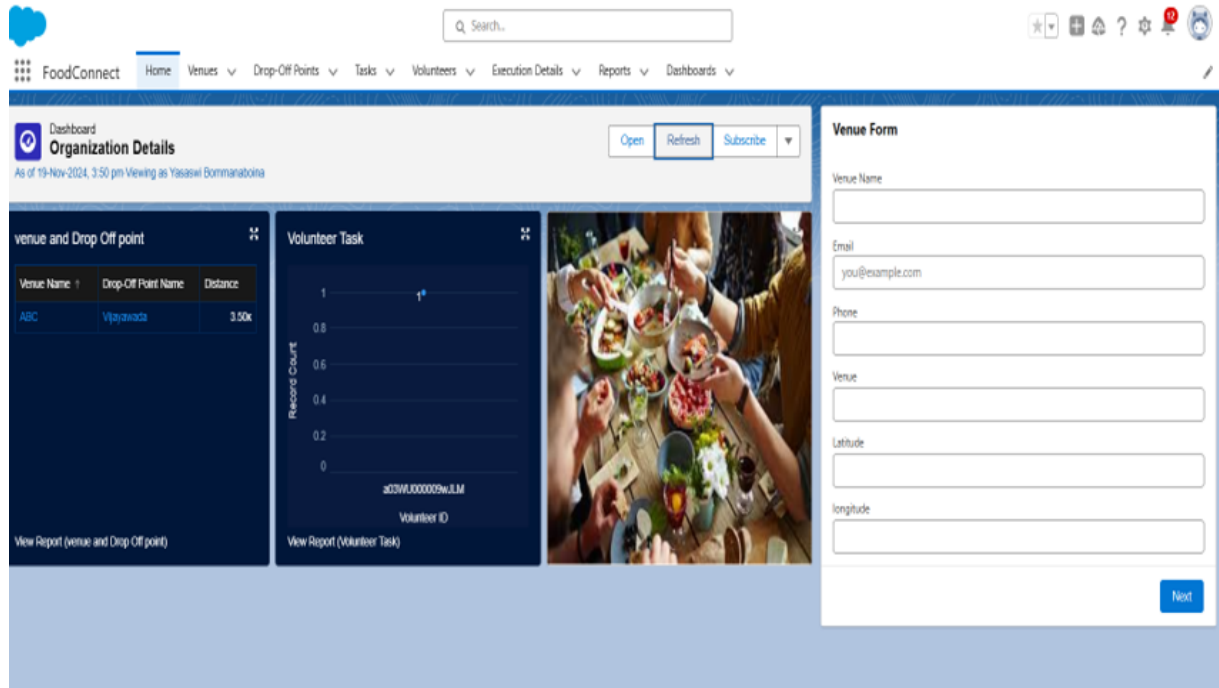 Search..
12
FoodConnect Home Venues Drop-Off Points Tasks Volunteers Execution Details Reports Dashboards
Dashboard
Organization Details
As of 19-Nov-2024, 3:50 pm Viewing as Yasaswi Bommanaboina
Open Refresh Subscribe
venue and Drop Off point
Venue Name ↑ Drop-Off Point Name Distance
ABC Vijayawada 3.50k
View Report (venue and Drop Off point)
Volunteer Task
1
1
0.8
0.6
0.4
0.2
0
Record Count
a03WU000009wJLM
Volunteer ID
View Report (Volunteer Task)
Venue Form
Venue Name
Email
you@example.com
Phone
Venue
Latitude
longitude
Next